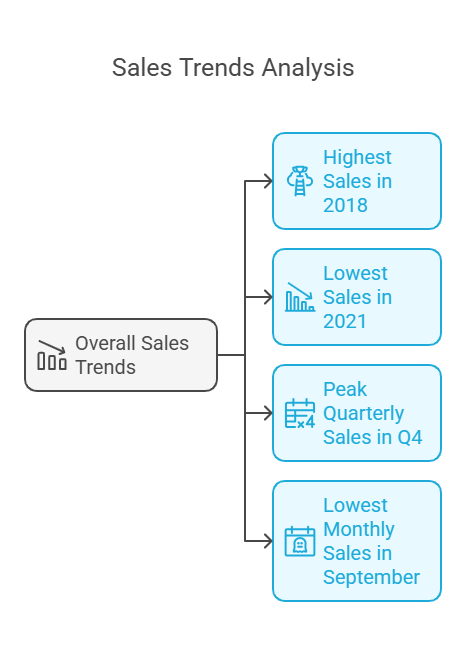 Sales Trends Analysis
Highest
Sales in
2018
Lowest
Sales in
2021
Overall Sales
Trends
Peak
Quarterly
Sales in Q4
×4
Lowest
Monthly
Sales in
September